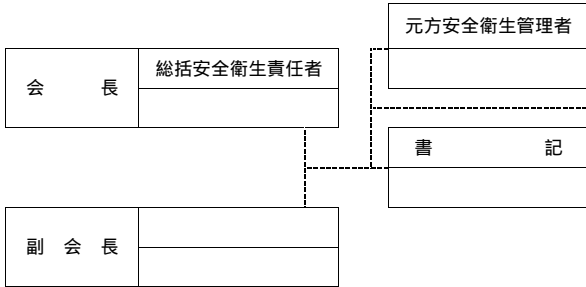 元方安全衛生管理者
総括安全衛生責任者
会　　長
書　　記
副　会　長